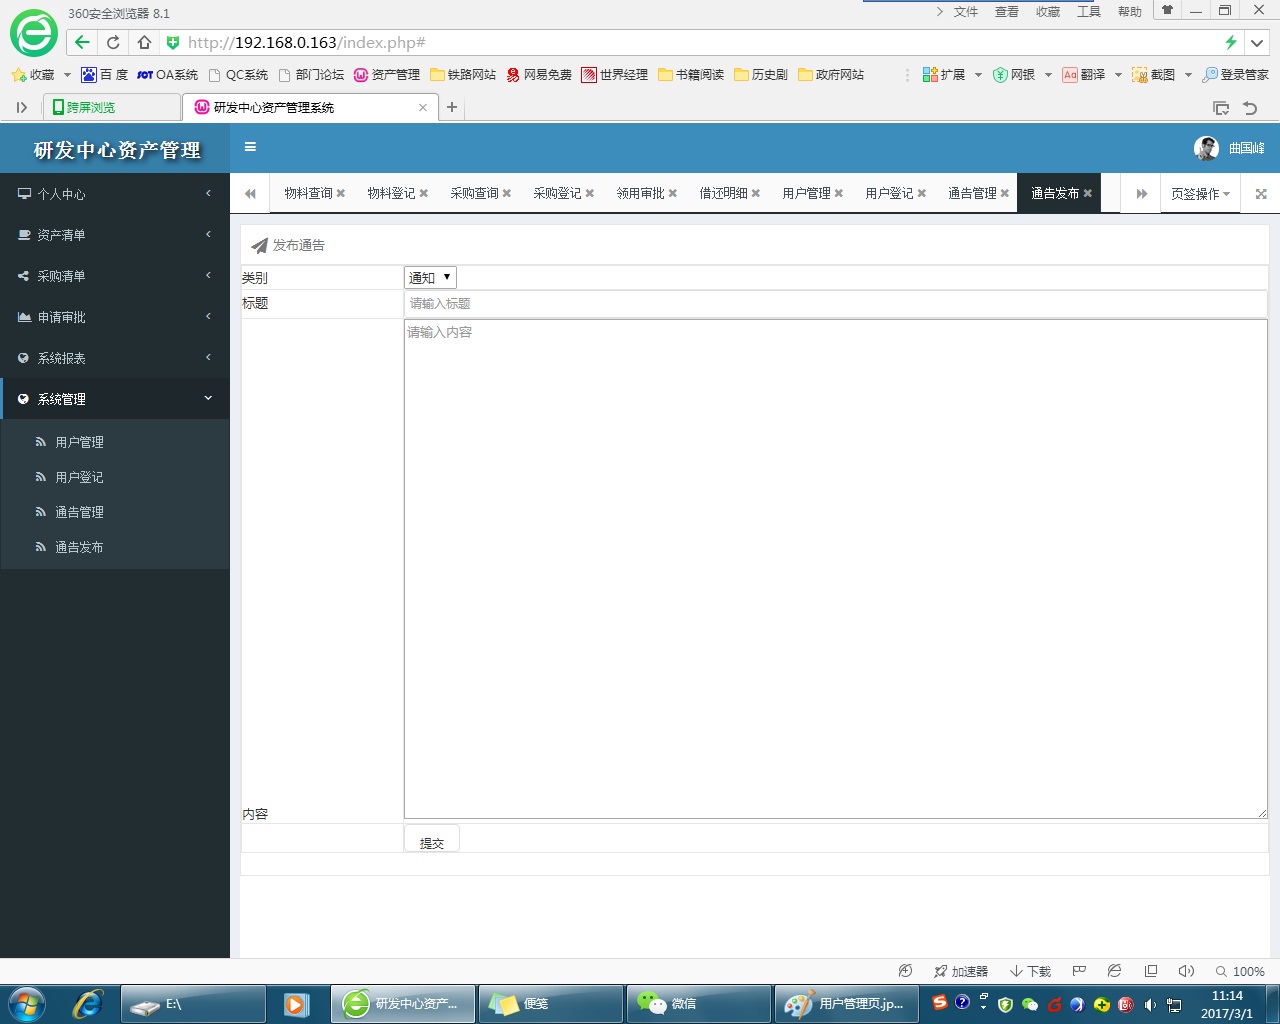 360安全浏览器 8.1
文件 查看 收藏 工具 帮助
http://192.168.0.163/index.php#
收藏 百度 SOT OA系统 QC系统 部门论坛 资产管理 铁路网站 网易免费 世界经理 书籍阅读 历史剧 政府网站 扩展 网银 Aa 翻译 截图 登录管家
跨屏浏览 研发中心资产管理系统
研发中心资产管理 曲国峰
物料查询 物料登记 采购查询 采购登记 领用审批 借还明细 用户管理 用户登记 通告管理 通告发布 页签操作
个人中心
资产清单
采购清单
申请审批
系统报表
系统管理
用户管理
用户登记
通告管理
通告发布
发布通告
类别 通知
标题 请输入标题
请输入内容
内容
提交
加速器 下载 100%
E:\ 研发中心资产... 便笺 微信 用户管理页.jp... 11:14
2017/3/1